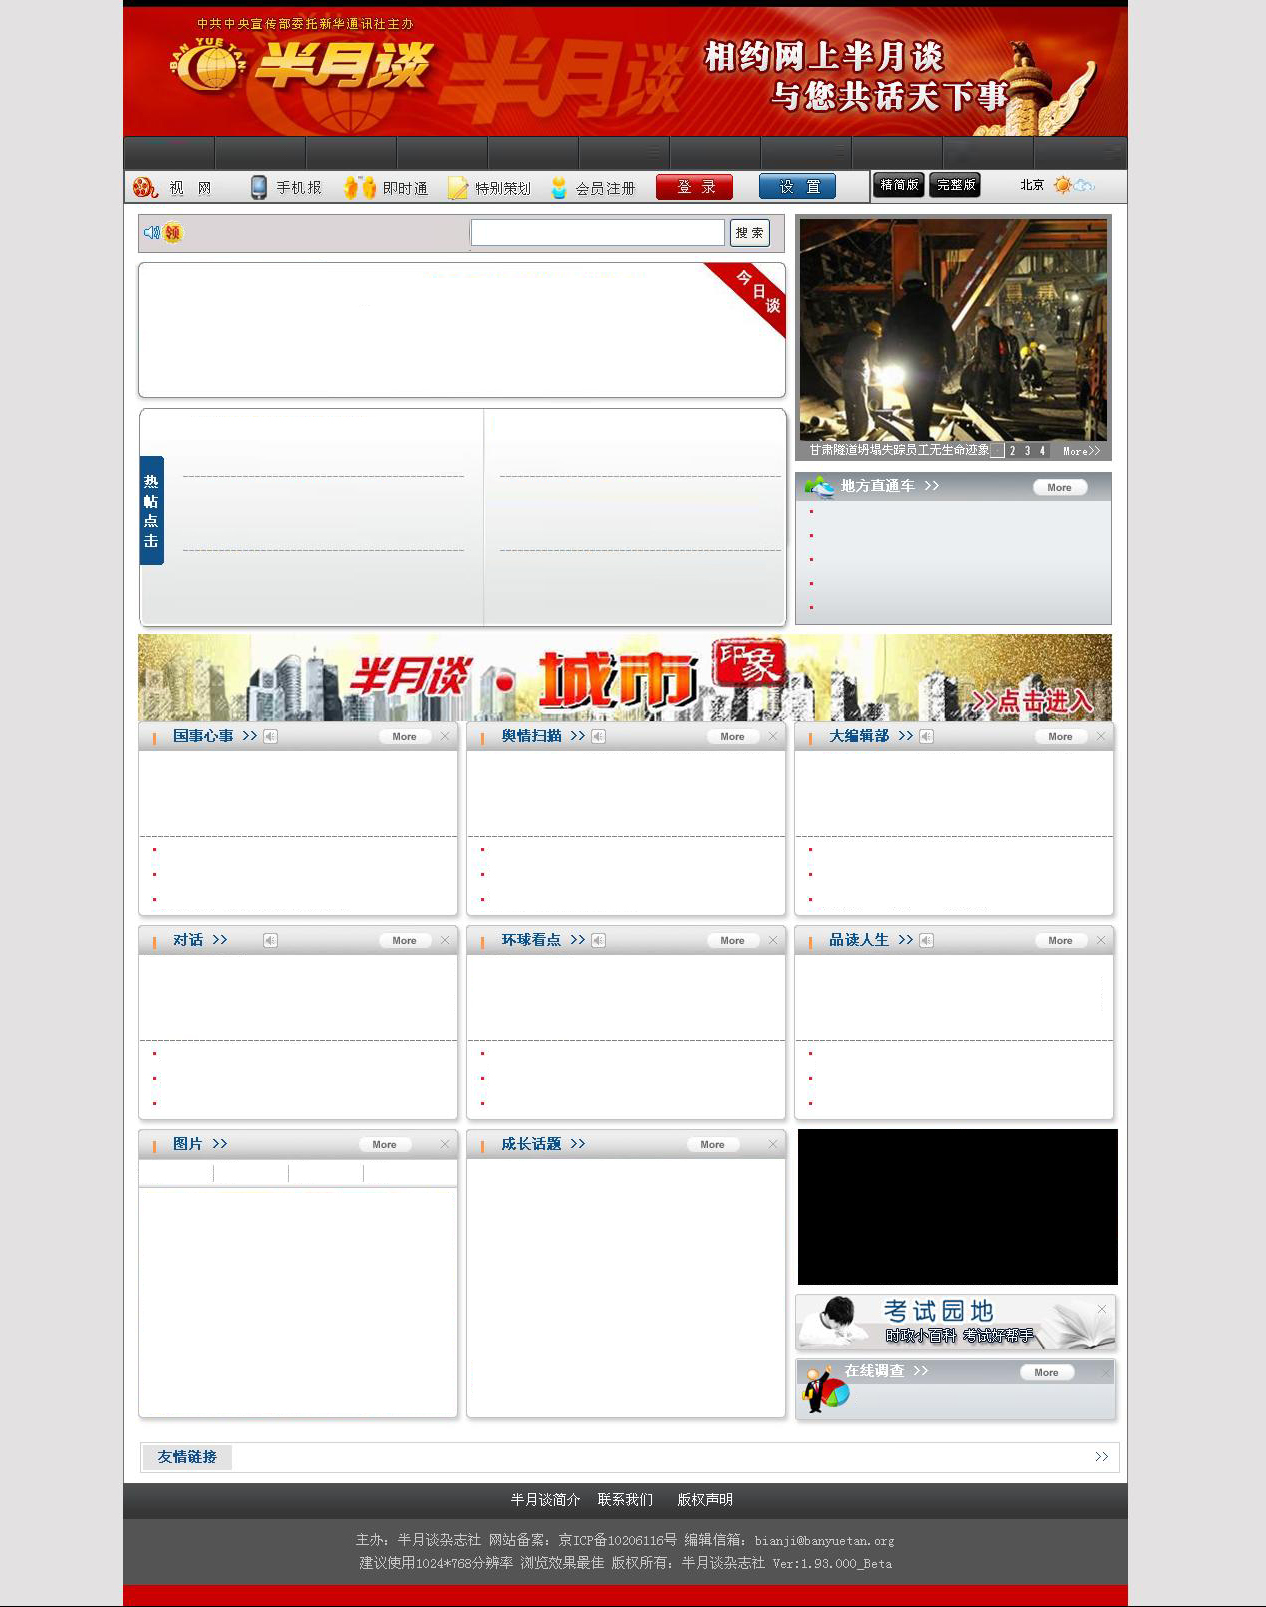 中共中央宣传部委托新华通讯社主办
BAN YUE TAN
半月谈
半月谈
相约网上半月谈
与您共话天下事
视 网 手机报 即时通 特别策划 会员注册 登 录 设 置 精简版 完整版 北京
领 搜 索
今日谈
甘肃隧道坍塌失踪员工无生命迹象 2 3 4 More>>
热帖点击
地方直通车 >> More
半月谈 城市 印象
>>点击进入
国事心事 >> More
舆情扫描 >> More
大编辑部 >> More
对话 >> More
环球看点 >> More
品读人生 >> More
图片 >> More
成长话题 >> More
考试园地
时政小百科 考试好帮手
在线调查 >> More
友情链接 >>
半月谈简介 联系我们 版权声明
主办：半月谈杂志社 网站备案：京ICP备10206116号 编辑信箱：bianji@banyuetan.org
建议使用1024*768分辨率 浏览效果最佳 版权所有：半月谈杂志社 Ver:1.93.000_Beta